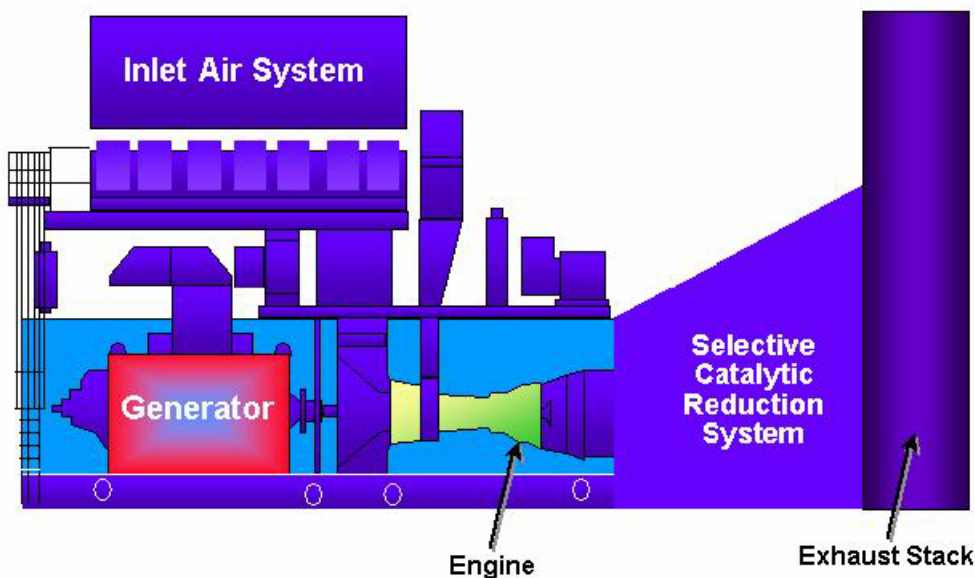 Inlet Air System
Generator
Selective
Catalytic
Reduction
System
Engine
Exhaust Stack